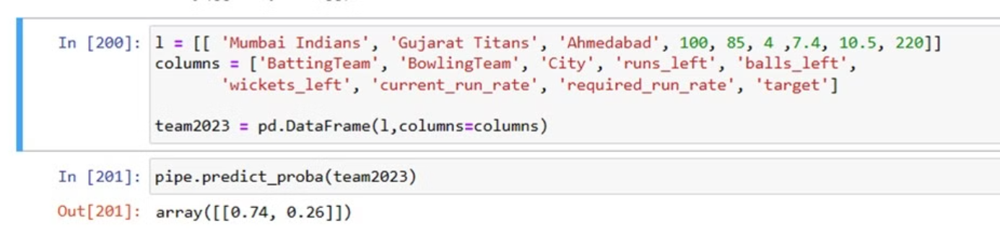 In [200]: l = [[ 'Mumbai Indians', 'Gujarat Titans', 'Ahmedabad', 100, 85, 4 ,7.4, 10.5, 220]]
columns = ['BattingTeam', 'BowlingTeam', 'City', 'runs_left', 'balls_left',
'wickets_left', 'current_run_rate', 'required_run_rate', 'target']
team2023 = pd.DataFrame(l,columns=columns)
In [201]: pipe.predict_proba(team2023)
Out[201]: array([[0.74, 0.26]])